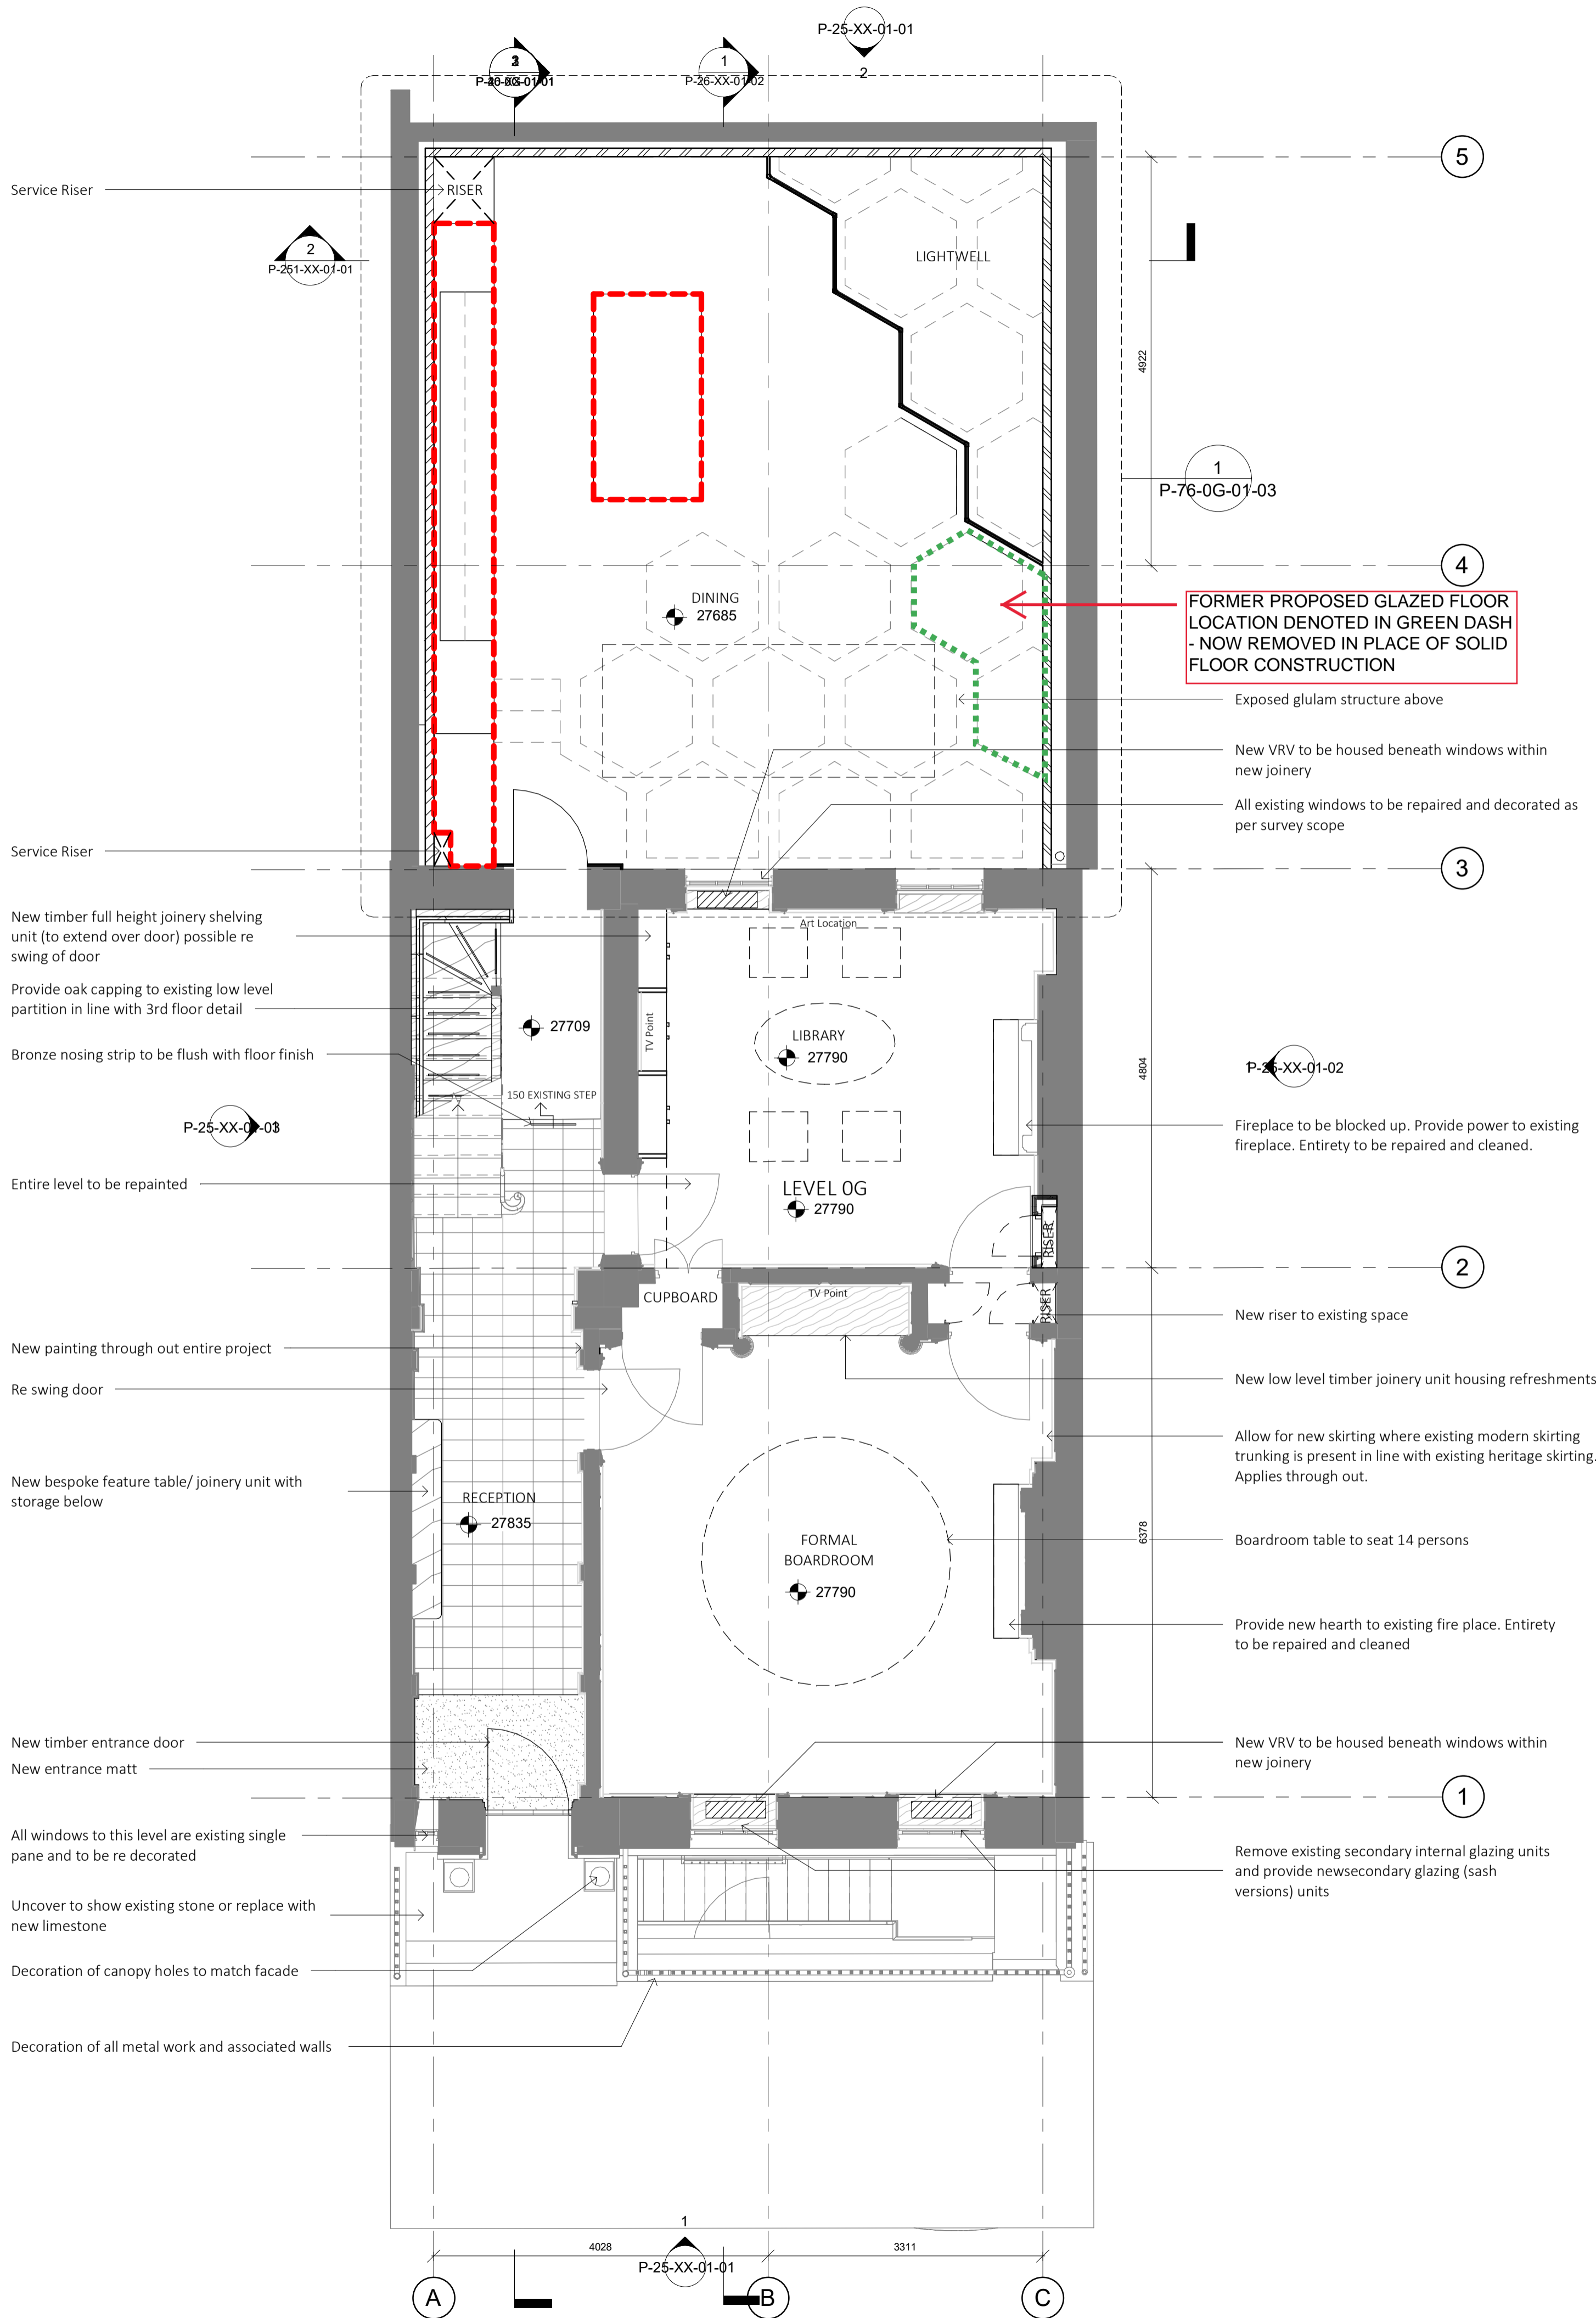 P-25-XX-01-01
2
1
P-26-XX-01-02
5
Service Riser
RISER
LIGHTWELL
2
P-251-XX-01-01
4922
1
P-76-0G-01-03
4
DINING
27685
FORMER PROPOSED GLAZED FLOOR
LOCATION DENOTED IN GREEN DASH
- NOW REMOVED IN PLACE OF SOLID
FLOOR CONSTRUCTION
Exposed glulam structure above
New VRV to be housed beneath windows within
new joinery
All existing windows to be repaired and decorated as
per survey scope
Service Riser
3
New timber full height joinery shelving
unit (to extend over door) possible re
swing of door
Art Location
Provide oak capping to existing low level
partition in line with 3rd floor detail
27709
TV Point
LIBRARY
27790
Bronze nosing strip to be flush with floor finish
4804
P-25-XX-01-02
150 EXISTING STEP
P-25-XX-01-03
Fireplace to be blocked up. Provide power to existing
fireplace. Entirety to be repaired and cleaned.
Entire level to be repainted
LEVEL 0G
27790
RISER
2
CUPBOARD
TV Point
RISER
New riser to existing space
New painting through out entire project
Re swing door
New low level timber joinery unit housing refreshments
Allow for new skirting where existing modern skirting
trunking is present in line with existing heritage skirting.
Applies through out.
New bespoke feature table/ joinery unit with
storage below
RECEPTION
27835
6378
FORMAL
BOARDROOM
27790
Boardroom table to seat 14 persons
Provide new hearth to existing fire place. Entirety
to be repaired and cleaned
New timber entrance door
New entrance matt
New VRV to be housed beneath windows within
new joinery
1
All windows to this level are existing single
pane and to be re decorated
Remove existing secondary internal glazing units
and provide newsecondary glazing (sash
versions) units
Uncover to show existing stone or replace with
new limestone
Decoration of canopy holes to match facade
Decoration of all metal work and associated walls
1
P-25-XX-01-01
4028
3311
A
B
C